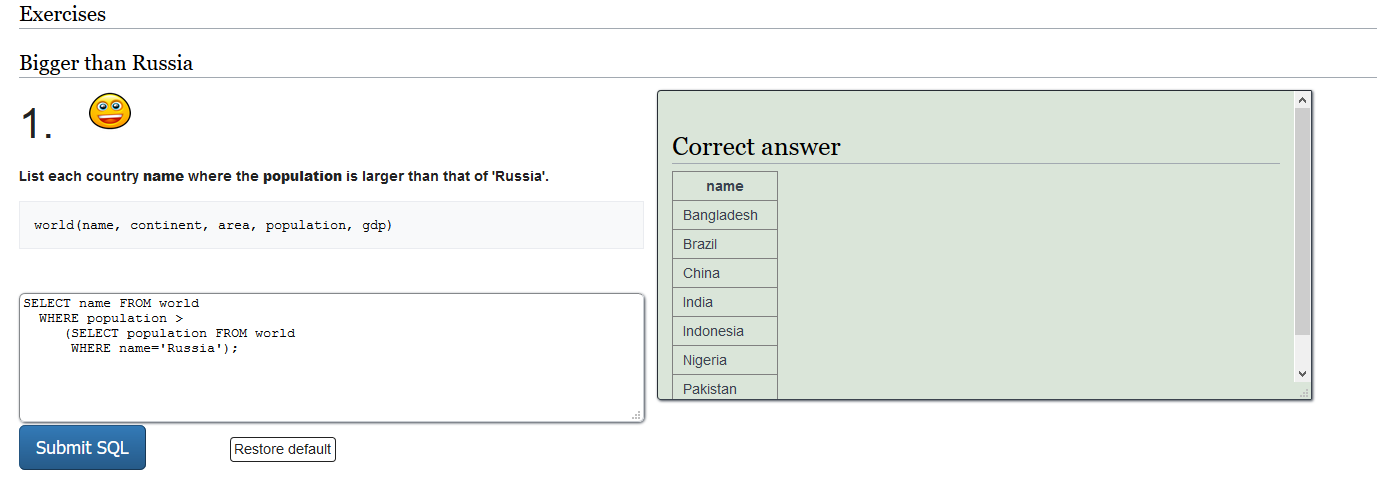 Exercises
Bigger than Russia
1.
List each country name where the population is larger than that of 'Russia'.
world(name, continent, area, population, gdp)
SELECT name FROM world
  WHERE population >
     (SELECT population FROM world
      WHERE name='Russia');
Submit SQL
Restore default
Correct answer
name
Bangladesh
Brazil
China
India
Indonesia
Nigeria
Pakistan